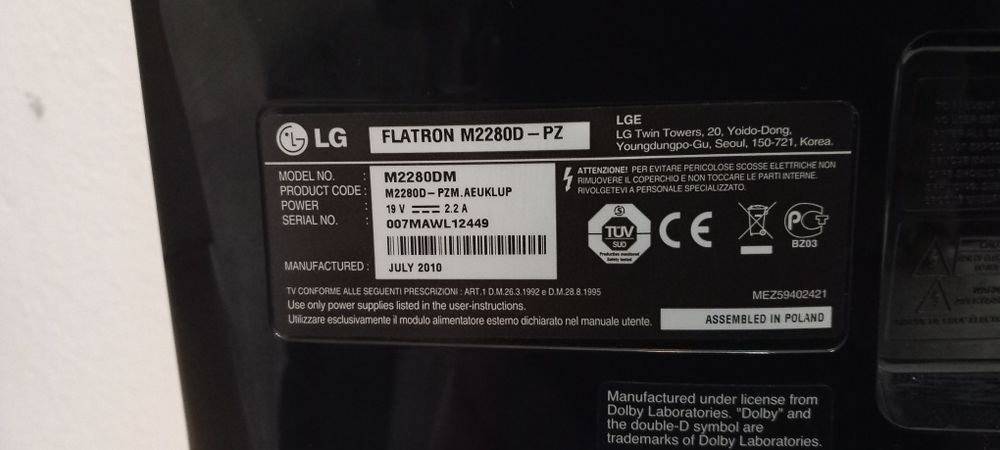 LG
FLATRON M2280D-PZ
LGE
LG Twin Towers, 20, Yoido-Dong,
Youngdungpo-Gu, Seoul, 150-721, Korea.
MODEL NO. : M2280DM
PRODUCT CODE : M2280D-PZM.AEUKLUP
POWER : 19 V 2.2 A
SERIAL NO. : 007MAWL12449
MANUFACTURED : JULY 2010
ATTENZIONE! PER EVITARE PERICOLOSE SCOSSE ELETTRICHE NON
RIMUOVERE IL COPERCHIO E NON TOCCARE LE PARTI INTERNE.
RIVOLGETEVI A PERSONALE SPECIALIZZATO.
S
TÜV
SÜD
Production monitored
Safety tested
CE
PG
BZ03
TV CONFORME ALLE SEGUENTI PRESCRIZIONI : ART.1 D.M.26.3.1992 e D.M.28.8.1995
Use only power supplies listed in the user-instructions.
Utilizzare esclusivamente il modulo alimentatore esterno dichiarato nel manuale utente.
MEZ59402421
ASSEMBLED IN POLAND
Manufactured under license from
Dolby Laboratories. "Dolby" and
the double-D symbol are
trademarks of Dolby Laboratories.